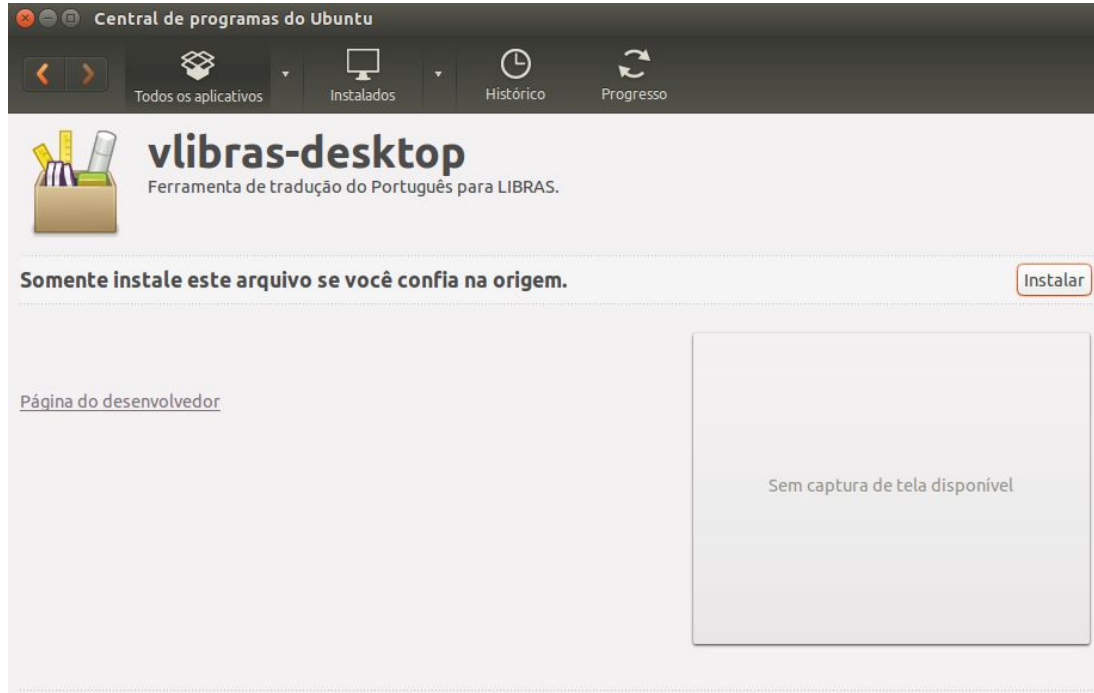 Central de programas do Ubuntu
Todos os aplicativos
Instalados
Histórico
Progresso
vlibras-desktop
Ferramenta de tradução do Português para LIBRAS.
Somente instale este arquivo se você confia na origem.
Instalar
Página do desenvolvedor
Sem captura de tela disponível